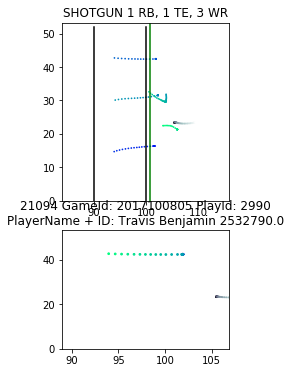 SHOTGUN 1 RB, 1 TE, 3 WR
50
40
30
20
10
0
90 100 110
21094 GameId: 2017100805 PlayId: 2990
PlayerName + ID: Travis Benjamin 2532790.0
40
20
0
90 95 100 105